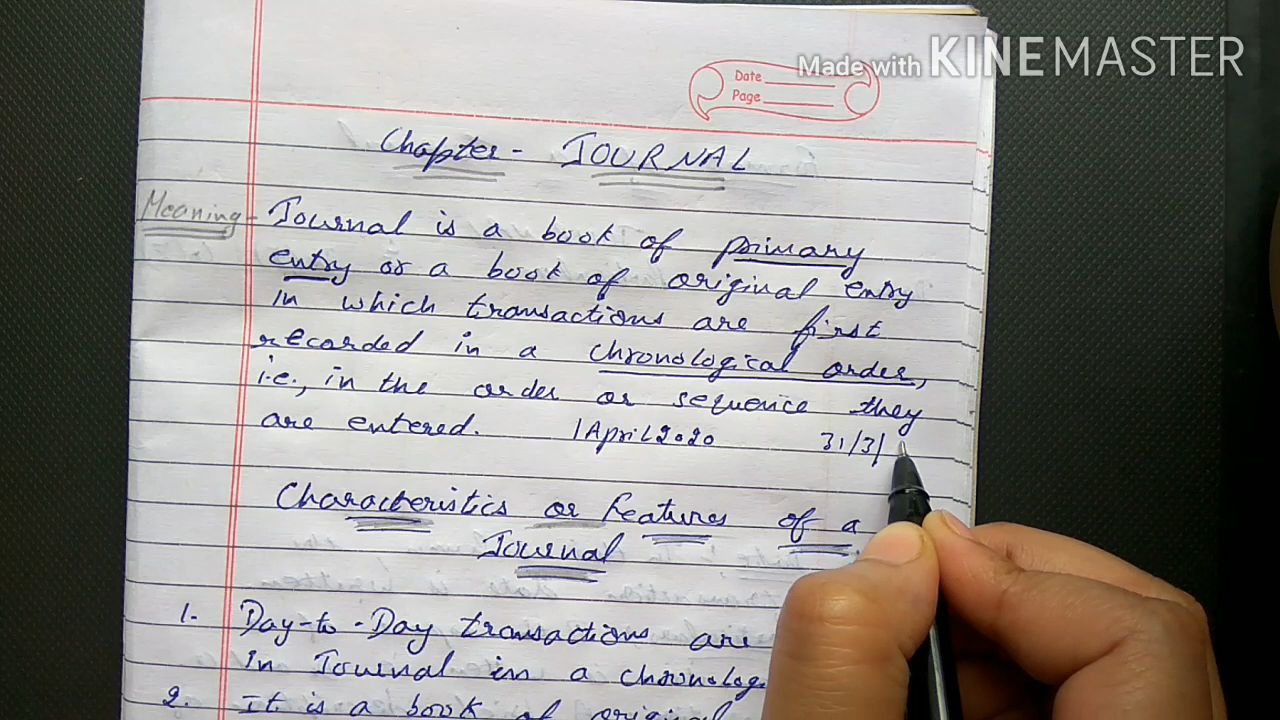 Made with KINEMASTER
Date
Page
Chapter - JOURNAL
Meaning - Journal is a book of primary
entry or a book of original entry
in which transactions are first
recorded in a chronological order,
i.e., in the order or sequence they
are entered. 1 April 2020 31/3/
Characteristics or Features of a
Journal
1. Day-to-Day transactions are
in Journal in a chronolog
2. It is a book of original